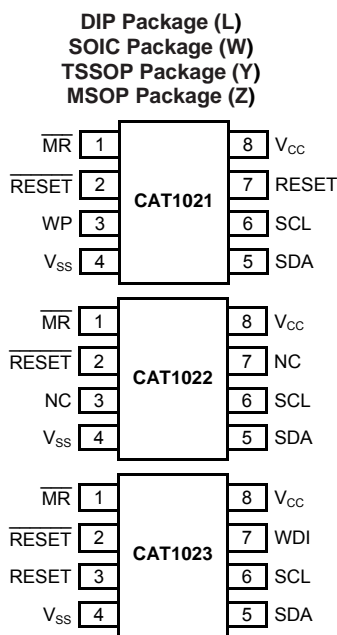 DIP Package (L)
SOIC Package (W)
TSSOP Package (Y)
MSOP Package (Z)
MR 1 CAT1021 8 VCC
RESET 2 7 RESET
WP 3 6 SCL
VSS 4 5 SDA
MR 1 CAT1022 8 VCC
RESET 2 7 NC
NC 3 6 SCL
VSS 4 5 SDA
MR 1 CAT1023 8 VCC
RESET 2 7 WDI
RESET 3 6 SCL
VSS 4 5 SDA